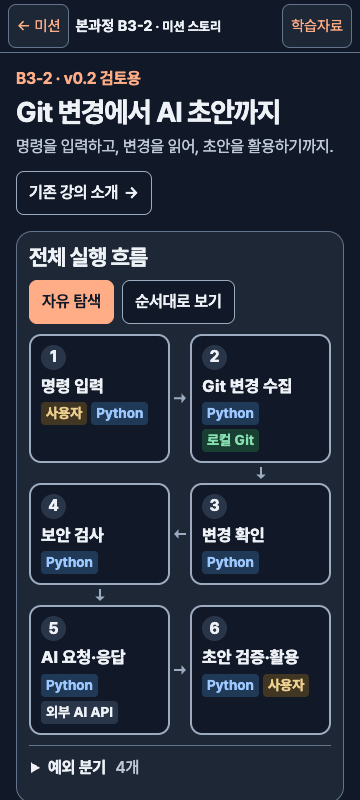 ← 미션 본과정 B3-2 · 미션 스토리 학습자료
B3-2 · v0.2 검토용
Git 변경에서 AI 초안까지
명령을 입력하고, 변경을 읽어, 초안을 활용하기까지.
기존 강의 소개 →
전체 실행 흐름
자유 탐색 순서대로 보기
1
명령 입력
사용자 Python
→
2
Git 변경 수집
Python
로컬 Git
↓
3
변경 확인
Python
←
4
보안 검사
Python
↓
5
AI 요청·응답
Python
외부 AI API
→
6
초안 검증·활용
Python 사용자
▶ 예외 분기 4개